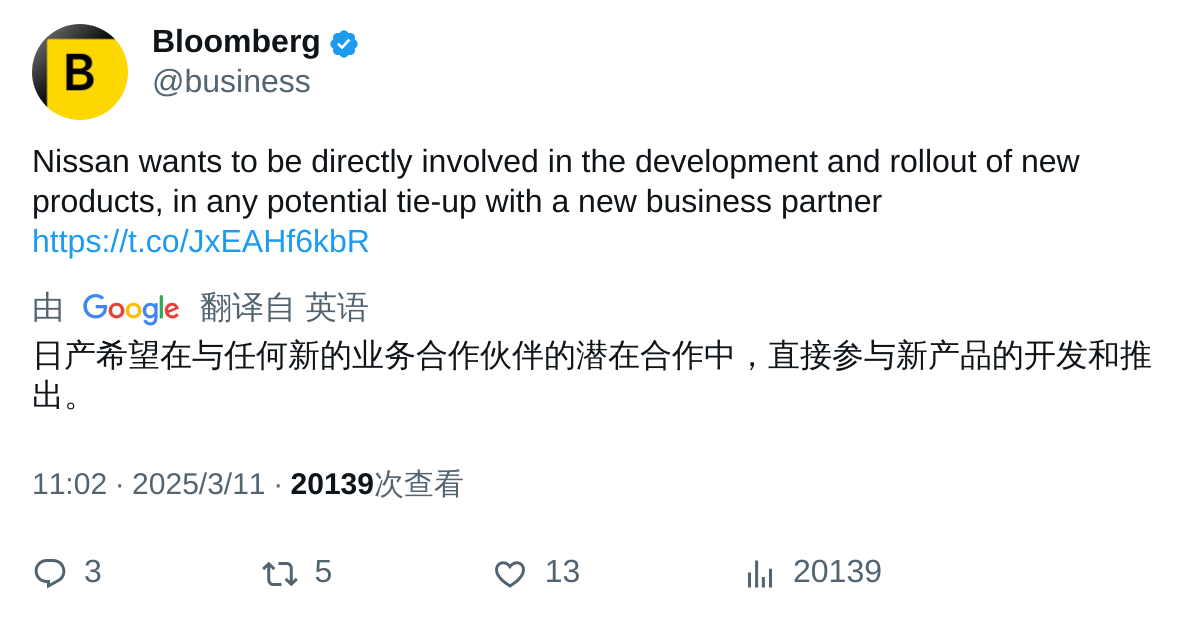 B
Bloomberg
@business
Nissan wants to be directly involved in the development and rollout of new
products, in any potential tie-up with a new business partner
https://t.co/JxEAHf6kbR
由 Google 翻译自 英语
日产希望在与任何新的业务合作伙伴的潜在合作中，直接参与新产品的开发和推
出。
11:02 · 2025/3/11 · 20139次查看
3 5 13 20139